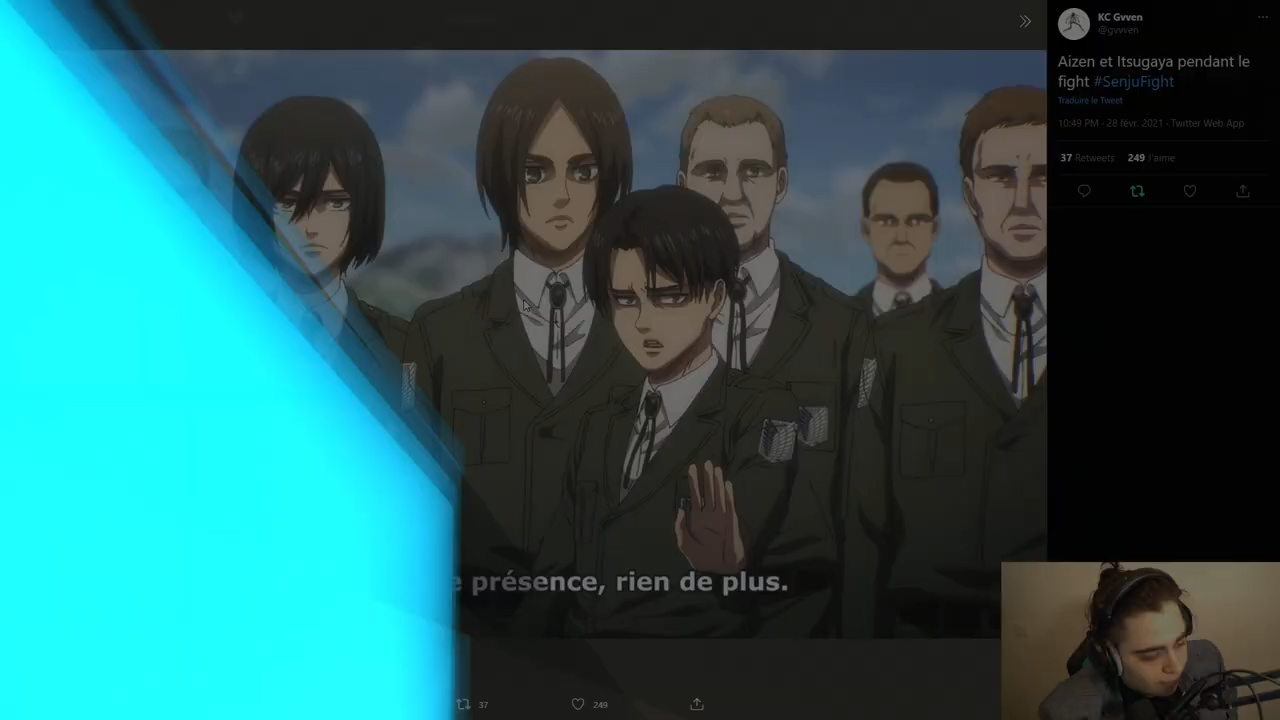 KC Gvven
@gvvven
Aizen et Itsugaya pendant le
fight #SenjuFight
Traduire le Tweet
10:49 PM · 28 févr. 2021 · Twitter Web App
37 Retweets 249 J'aime
présence, rien de plus.
37 249